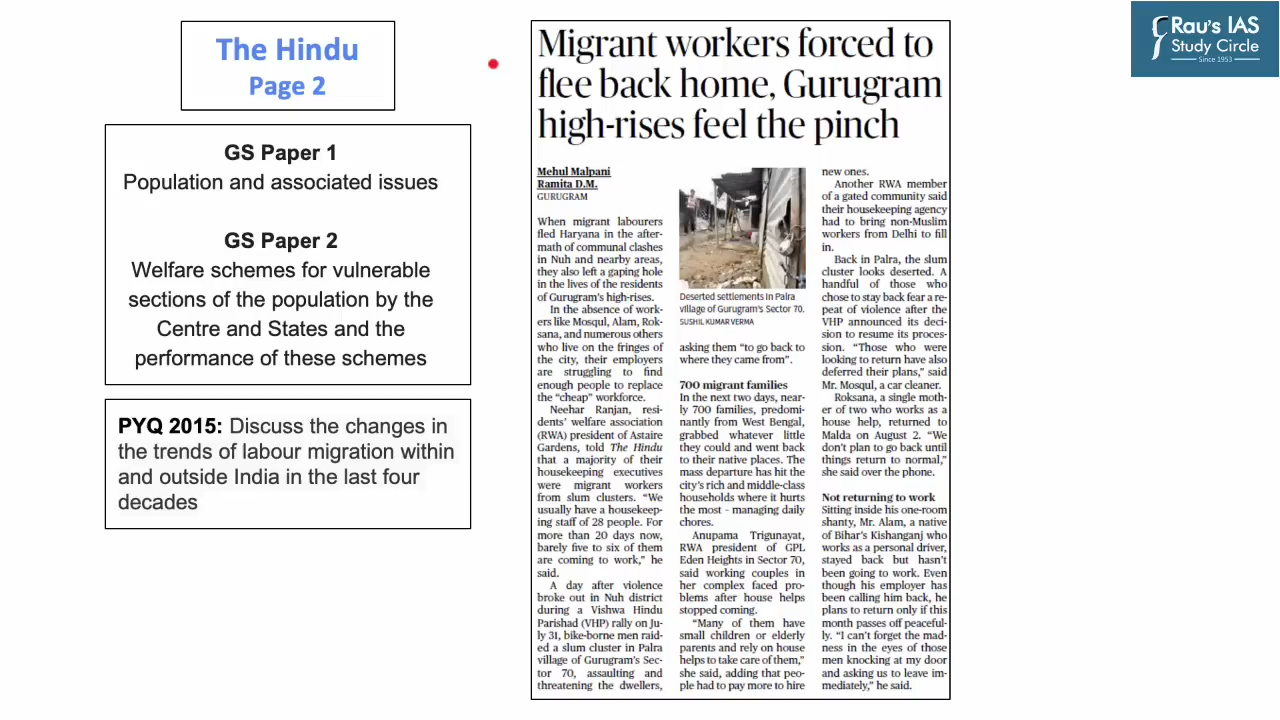 The Hindu
Page 2
GS Paper 1
Population and associated issues
GS Paper 2
Welfare schemes for vulnerable
sections of the population by the
Centre and States and the
performance of these schemes
PYQ 2015: Discuss the changes in
the trends of labour migration within
and outside India in the last four
decades
Migrant workers forced to
flee back home, Gurugram
high-rises feel the pinch
Mehul Malpani
Ramita D.M.
GURUGRAM
When migrant labourers
fled Haryana in the after-
math of communal clashes
in Nuh and nearby areas,
they also left a gaping hole
in the lives of the residents
of Gurugram's high-rises.
In the absence of work-
ers like Mosqul, Alam, Rok-
sana, and numerous others
who live on the fringes of
the city, their employers
are struggling to find
enough people to replace
the “cheap” workforce.
Neehar Ranjan, resi-
dents' welfare association
(RWA) president of Astaire
Gardens, told The Hindu
that a majority of their
housekeeping executives
were migrant workers
from slum clusters. “We
usually have a housekeep-
ing staff of 28 people. For
more than 20 days now,
barely five to six of them
are coming to work,” he
said.
A day after violence
broke out in Nuh district
during a Vishwa Hindu
Parishad (VHP) rally on Ju-
ly 31, bike-borne men raid-
ed a slum cluster in Palra
village of Gurugram's Sec-
tor 70, assaulting and
threatening the dwellers,
Deserted settlements in Palra
village of Gurugram's Sector 70.
SUSHIL KUMAR VERMA
asking them “to go back to
where they came from”.
700 migrant families
In the next two days, near-
ly 700 families, predomi-
nantly from West Bengal,
grabbed whatever little
they could and went back
to their native places. The
mass departure has hit the
city's rich and middle-class
households where it hurts
the most – managing daily
chores.
Anupama Trigunayat,
RWA president of GPL
Eden Heights in Sector 70,
said working couples in
her complex faced pro-
blems after house helps
stopped coming.
“Many of them have
small children or elderly
parents and rely on house
helps to take care of them,”
she said, adding that peo-
ple had to pay more to hire
new ones.
Another RWA member
of a gated community said
their housekeeping agency
had to bring non-Muslim
workers from Delhi to fill
in.
Back in Palra, the slum
cluster looks deserted. A
handful of those who
chose to stay back fear a re-
peat of violence after the
VHP announced its deci-
sion to resume its proces-
sion. “Those who were
looking to return have also
deferred their plans,” said
Mr. Mosqul, a car cleaner.
Roksana, a single moth-
er of two who works as a
house help, returned to
Malda on August 2. “We
don't plan to go back until
things return to normal,”
she said over the phone.
Not returning to work
Sitting inside his one-room
shanty, Mr. Alam, a native
of Bihar's Kishanganj who
works as a personal driver,
stayed back but hasn't
been going to work. Even
though his employer has
been calling him back, he
plans to return only if this
month passes off peaceful-
ly. “I can't forget the mad-
ness in the eyes of those
men knocking at my door
and asking us to leave im-
mediately,” he said.
Rau's IAS
Study Circle
Since 1953